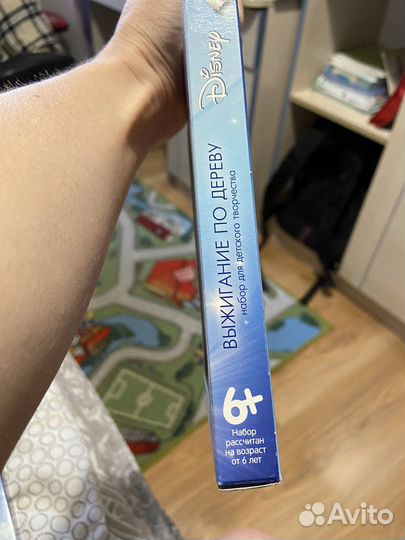 Disney
ВЫЖИГАНИЕ ПО ДЕРЕВУ
набор для детского творчества
6+
Набор
рассчитан
на возраст
от 6 лет
Avito